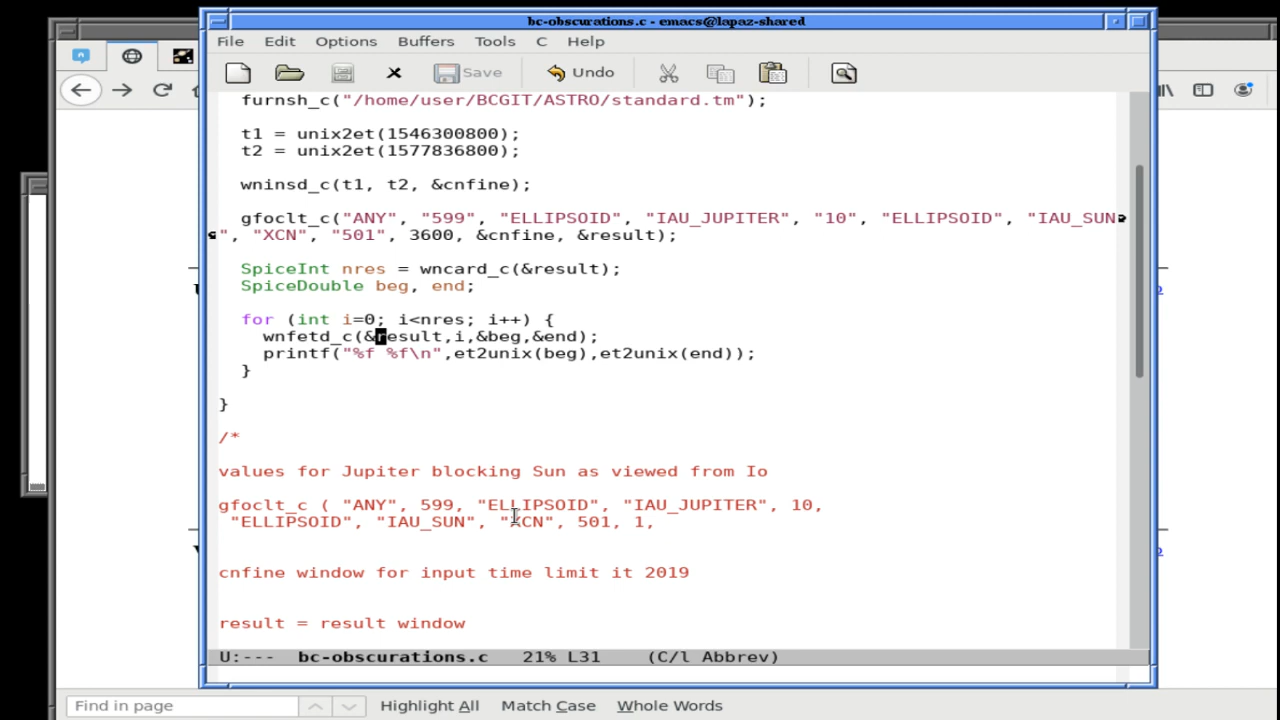 bc-obscurations.c - emacs@lapaz-shared
File Edit Options Buffers Tools C Help
Save Undo
furnsh_c("/home/user/BCGIT/ASTRO/standard.tm");
t1 = unix2et(1546300800);
t2 = unix2et(1577836800);
wninsd_c(t1, t2, &cnfine);
gfoclt_c("ANY", "599", "ELLIPSOID", "IAU_JUPITER", "10", "ELLIPSOID", "IAU_SUN
", "XCN", "501", 3600, &cnfine, &result);
SpiceInt nres = wncard_c(&result);
SpiceDouble beg, end;
for (int i=0; i<nres; i++) {
wnfetd_c(&result,i,&beg,&end);
printf("%f %f\n",et2unix(beg),et2unix(end));
}
}
/*
values for Jupiter blocking Sun as viewed from Io
gfoclt_c ( "ANY", 599, "ELLIPSOID", "IAU_JUPITER", 10,
"ELLIPSOID", "IAU_SUN", "XCN", 501, 1,
cnfine window for input time limit it 2019
result = result window
U:--- bc-obscurations.c 21% L31 (C/l Abbrev)
Find in page Highlight All Match Case Whole Words